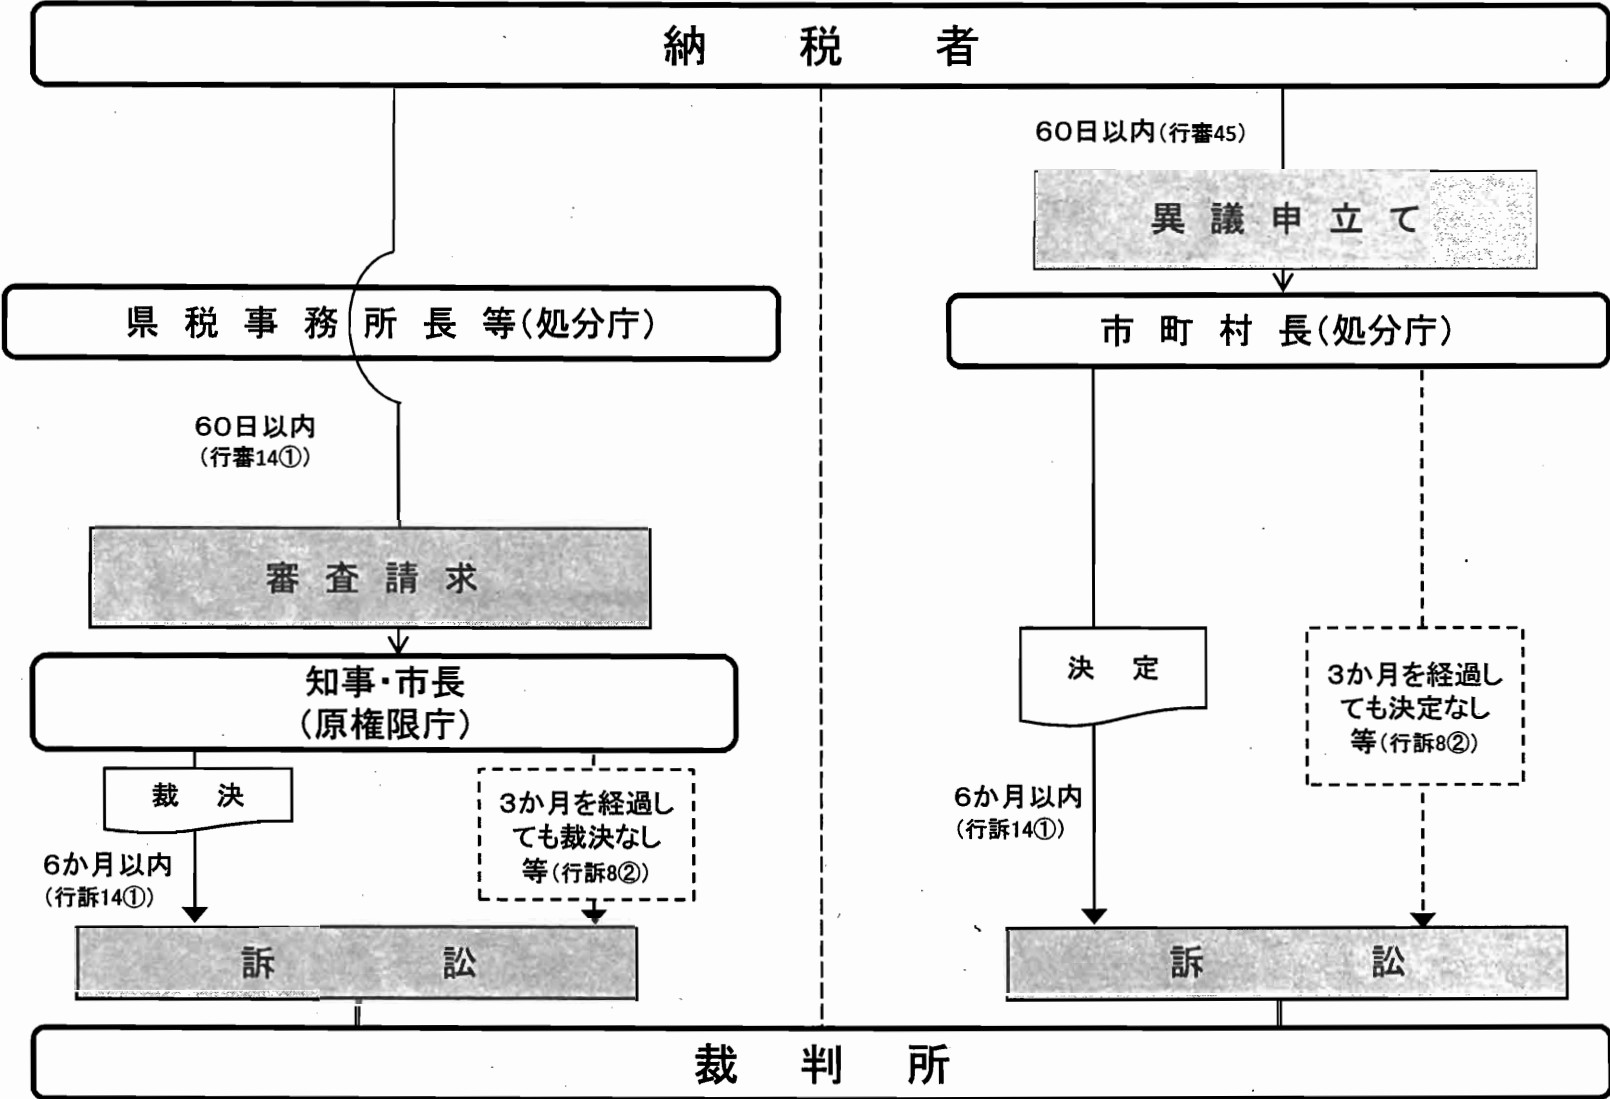 納税者
県税事務所長等(処分庁)
60日以内
(行審14①)
審査請求
知事・市長
(原権限庁)
裁決
6か月以内
(行訴14①)
3か月を経過し
ても裁決なし
等(行訴8②)
訴訟
60日以内(行審45)
異議申立て
市町村長(処分庁)
決定
6か月以内
(行訴14①)
3か月を経過し
ても決定なし
等(行訴8②)
訴訟
裁判所